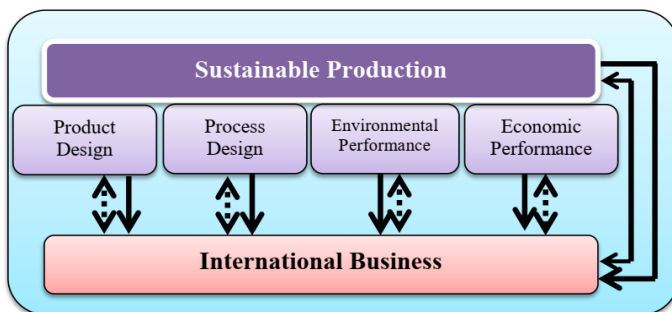 Sustainable Production
Product
Design
Process
Design
Environmental
Performance
Economic
Performance
International Business